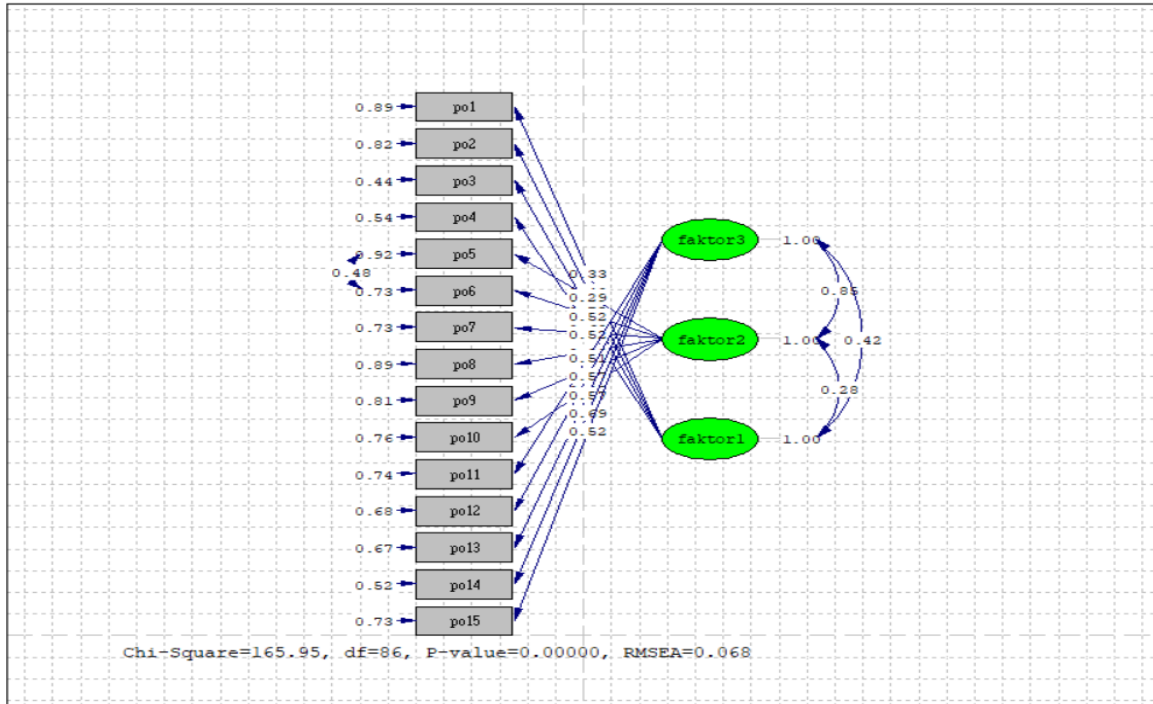 0.89 po1
0.82 po2
0.44 po3
0.54 po4
0.92 po5
0.48
0.73 po6
0.73 po7
0.89 po8
0.81 po9
0.76 po10
0.74 po11
0.68 po12
0.67 po13
0.52 po14
0.73 po15
0.33
0.29
0.52
0.52
0.51
0.57
0.57
0.69
0.52
faktor3 1.00
0.85
faktor2 1.00 0.42
0.28
faktor1 1.00
Chi-Square=165.95, df=86, P-value=0.00000, RMSEA=0.068